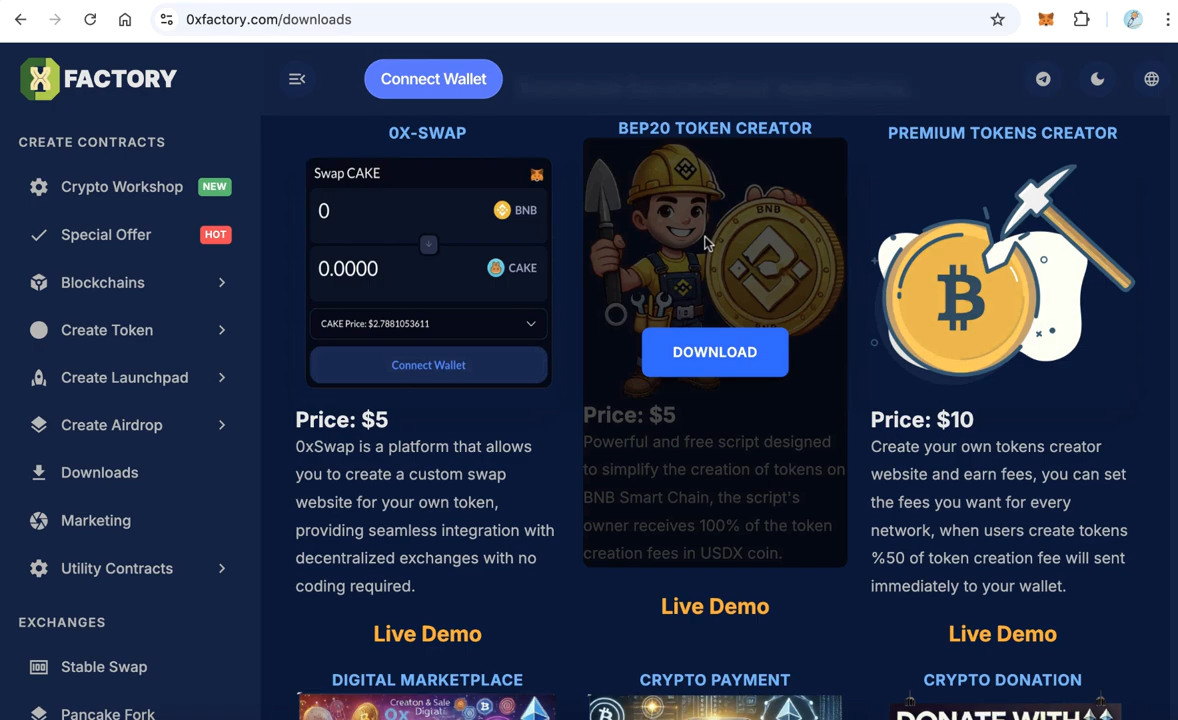 0xfactory.com/downloads
FACTORY
Connect Wallet
CREATE CONTRACTS
Crypto Workshop NEW
Special Offer HOT
Blockchains
Create Token
Create Launchpad
Create Airdrop
Downloads
Marketing
Utility Contracts
EXCHANGES
Stable Swap
Pancake Fork
0X-SWAP
Swap CAKE
0 BNB
0.0000 CAKE
CAKE Price: $2.7881053611
Connect Wallet
Price: $5
0xSwap is a platform that allows
you to create a custom swap
website for your own token,
providing seamless integration with
decentralized exchanges with no
coding required.
Live Demo
BEP20 TOKEN CREATOR
BNB
DOWNLOAD
Price: $5
Powerful and free script designed
to simplify the creation of tokens on
BNB Smart Chain, the script's
owner receives 100% of the token
creation fees in USDX coin.
Live Demo
PREMIUM TOKENS CREATOR
Price: $10
Create your own tokens creator
website and earn fees, you can set
the fees you want for every
network, when users create tokens
%50 of token creation fee will sent
immediately to your wallet.
Live Demo
DIGITAL MARKETPLACE
Creation & Sale
CRYPTO PAYMENT
CRYPTO DONATION
DONATE WITH